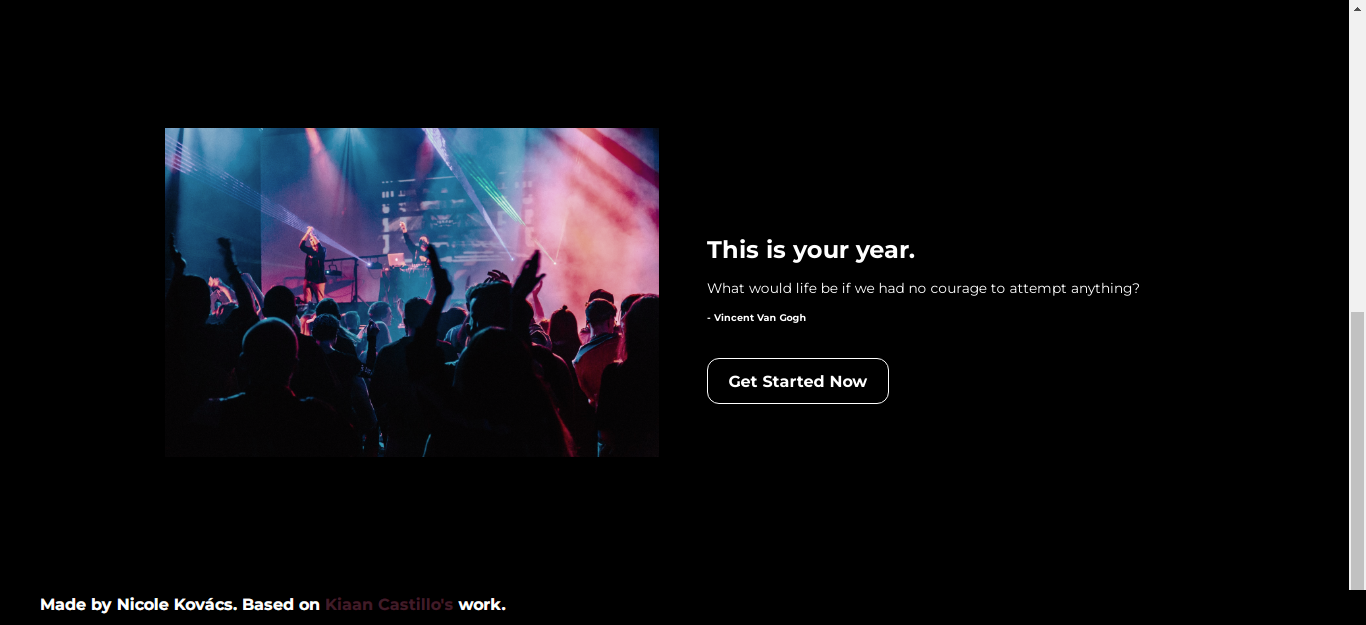 This is your year.
What would life be if we had no courage to attempt anything?
- Vincent Van Gogh
Get Started Now
Made by Nicole Kovács. Based on Kiaan Castillo's work.